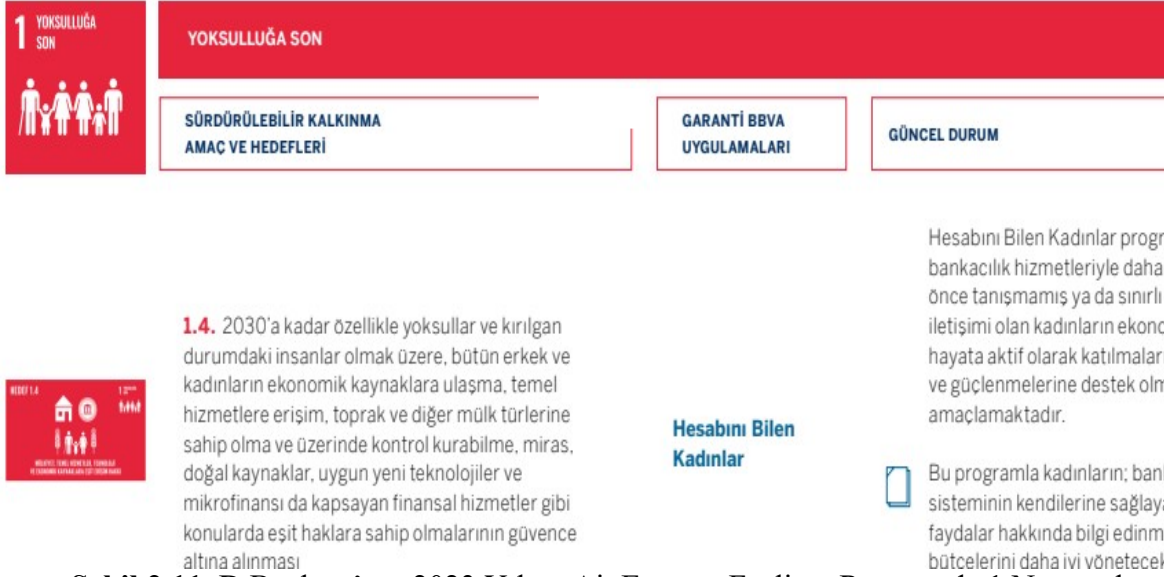 1 YOKSULLUĞA
SON
YOKSULLUĞA SON
SÜRDÜRÜLEBİLİR KALKINMA
AMAÇ VE HEDEFLERİ
GARANTİ BBVA
UYGULAMALARI
GÜNCEL DURUM
HEDEF 1.4
1.4. 2030'a kadar özellikle yoksullar ve kırılgan
durumdaki insanlar olmak üzere, bütün erkek ve
kadınların ekonomik kaynaklara ulaşma, temel
hizmetlere erişim, toprak ve diğer mülk türlerine
sahip olma ve üzerinde kontrol kurabilme, miras,
doğal kaynaklar, uygun yeni teknolojiler ve
mikrofinansı da kapsayan finansal hizmetler gibi
konularda eşit haklara sahip olmalarının güvence
altına alınması
Hesabını Bilen
Kadınlar
Hesabını Bilen Kadınlar progr
bankacılık hizmetleriyle daha
önce tanışmamış ya da sınırlı
iletişimi olan kadınların ekono
hayata aktif olarak katılmaları
ve güçlenmelerine destek olm
amaçlamaktadır.
Bu programla kadınların; bank
sisteminin kendilerine sağlaya
faydalar hakkında bilgi edinm
bütçelerini daha iyi yönetecek